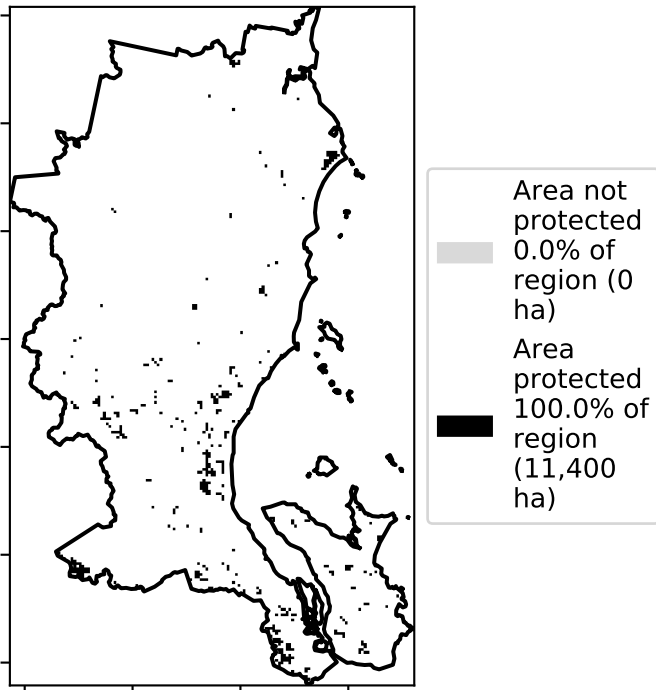 Area not
protected
0.0% of
region (0
ha)
Area
protected
100.0% of
region
(11,400
ha)